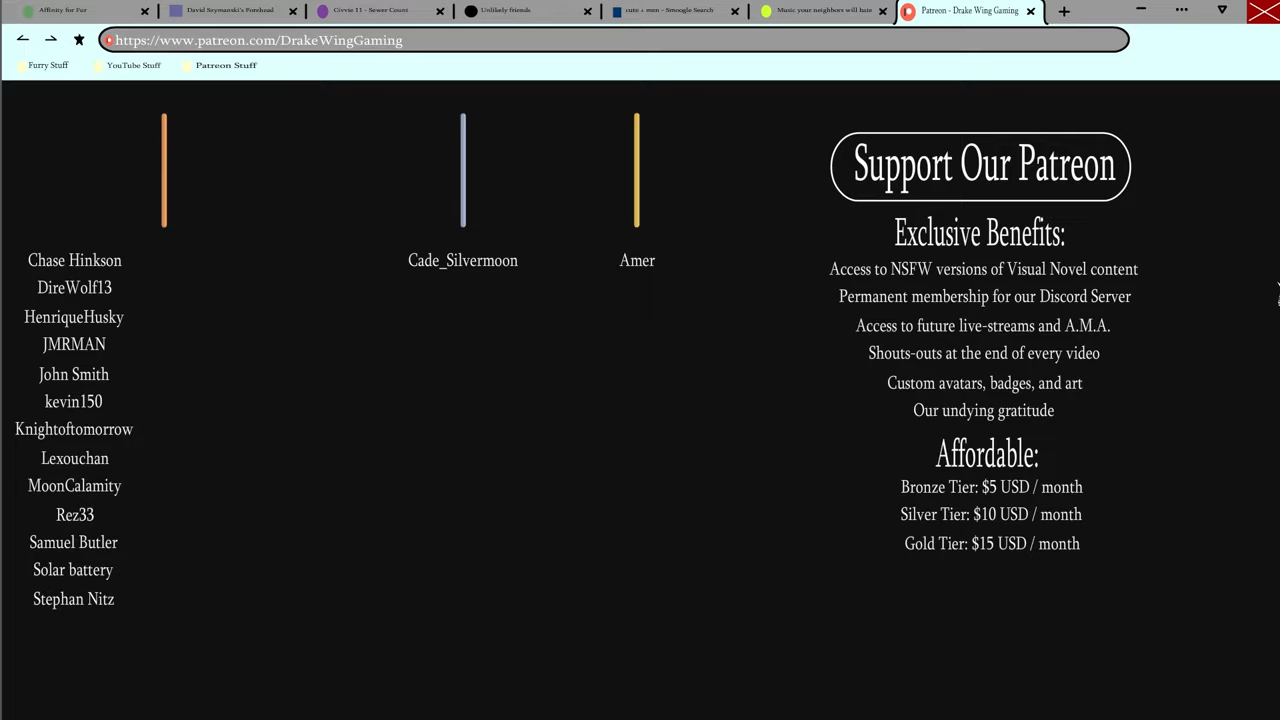 Affinity for Fur
David Szymanski's Forehead
Civvie 11 - Sewer Count
Unlikely friends
cute + men - Smoogle Search
Music your neighbors will hate
Patreon - Drake Wing Gaming
https://www.patreon.com/DrakeWingGaming
Furry Stuff
YouTube Stuff
Patreon Stuff
Chase Hinkson
DireWolf13
HenriqueHusky
JMRMAN
John Smith
kevin150
Knightoftomorrow
Lexouchan
MoonCalamity
Rez33
Samuel Butler
Solar battery
Stephan Nitz
Cade_Silvermoon
Amer
Support Our Patreon
Exclusive Benefits:
Access to NSFW versions of Visual Novel content
Permanent membership for our Discord Server
Access to future live-streams and A.M.A.
Shouts-outs at the end of every video
Custom avatars, badges, and art
Our undying gratitude
Affordable:
Bronze Tier: $5 USD / month
Silver Tier: $10 USD / month
Gold Tier: $15 USD / month